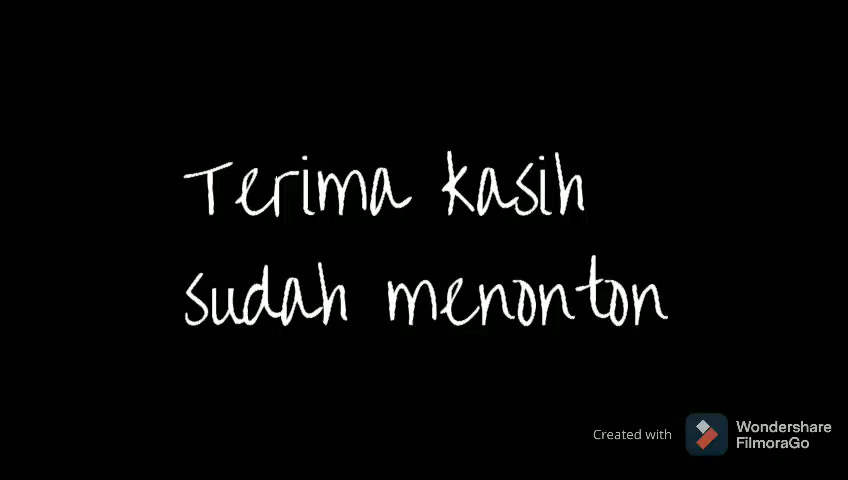 Terima kasih
sudah menonton
Created with
Wondershare
FilmoraGo